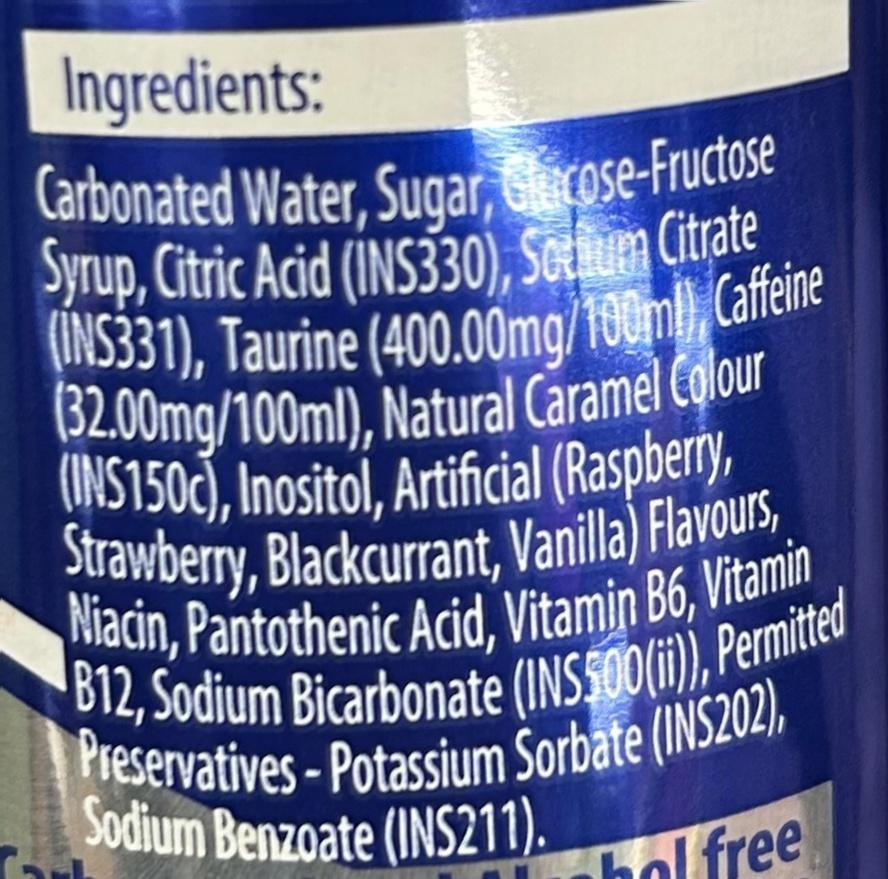 Ingredients:
Carbonated Water, Sugar, Glucose-Fructose
Syrup, Citric Acid (INS330), Sodium Citrate
(INS331), Taurine (400.00mg/100ml), Caffeine
(32.00mg/100ml), Natural Caramel Colour
(INS150c), Inositol, Artificial (Raspberry,
Strawberry, Blackcurrant, Vanilla) Flavours,
Niacin, Pantothenic Acid, Vitamin B6, Vitamin
B12, Sodium Bicarbonate (INS500(ii)), Permitted
Preservatives - Potassium Sorbate (INS202),
Sodium Benzoate (INS211).
Alcohol free